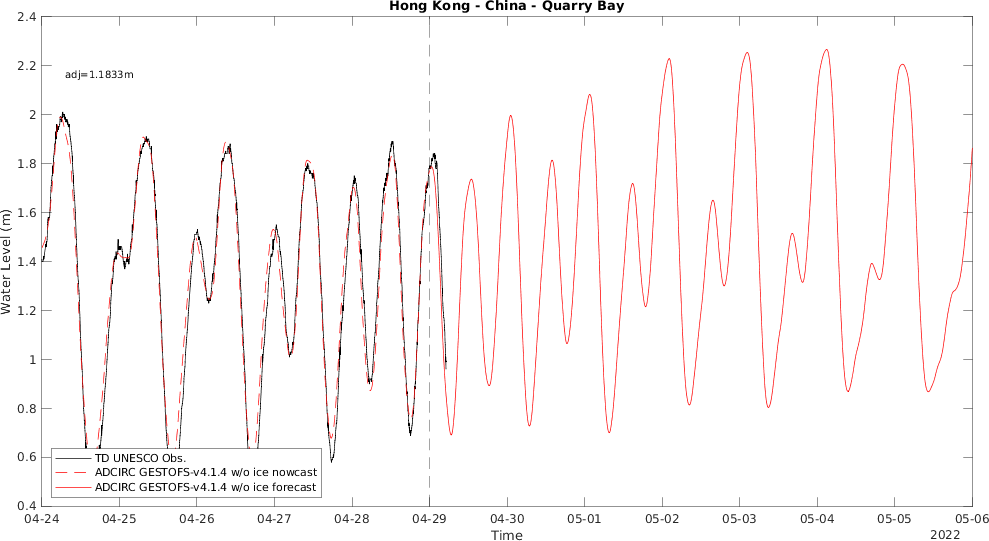 Hong Kong - China - Quarry Bay
2.4
2.2
2
1.8
1.6
1.4
1.2
1
0.8
0.6
0.4
Water Level (m)
adj=1.1833m
TD UNESCO Obs.
ADCIRC GESTOFS-v4.1.4 w/o ice nowcast
ADCIRC GESTOFS-v4.1.4 w/o ice forecast
04-24 04-25 04-26 04-27 04-28 04-29 04-30 05-01 05-02 05-03 05-04 05-05 05-06
Time
2022